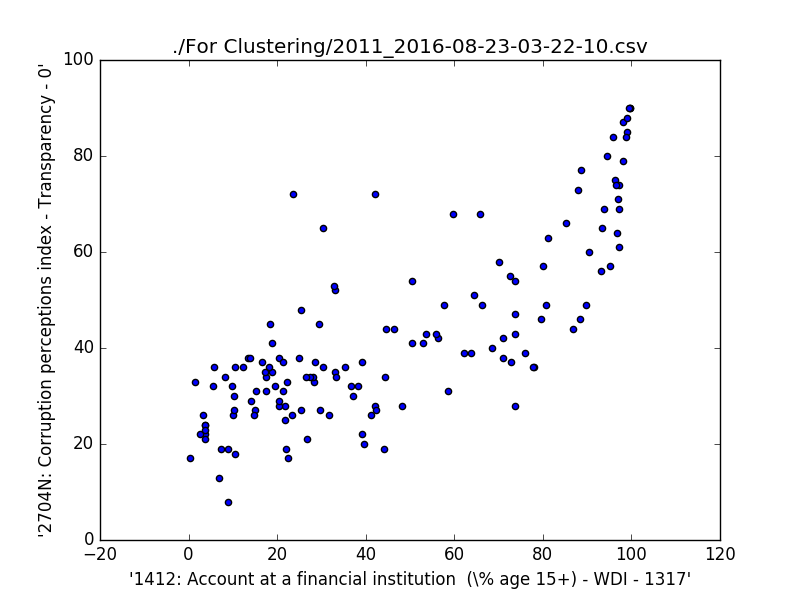 ./For Clustering/2011_2016-08-23-03-22-10.csv
100
80
60
40
20
0
'2704N: Corruption perceptions index - Transparency - 0'
−20 0 20 40 60 80 100 120
'1412: Account at a financial institution  (\% age 15+) - WDI - 1317'